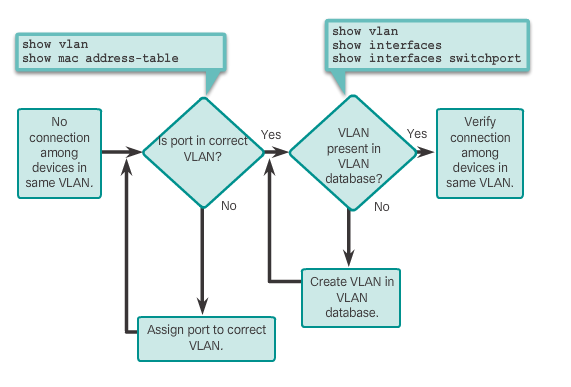 show vlan
show mac address-table
show vlan
show interfaces
show interfaces switchport
No
connection
among
devices in
same VLAN.
Is port in correct
VLAN?
Yes
No
VLAN
present in
VLAN
database?
Yes
No
Verify
connection
among
devices in
same VLAN.
Create VLAN in
VLAN
database.
Assign port to correct
VLAN.